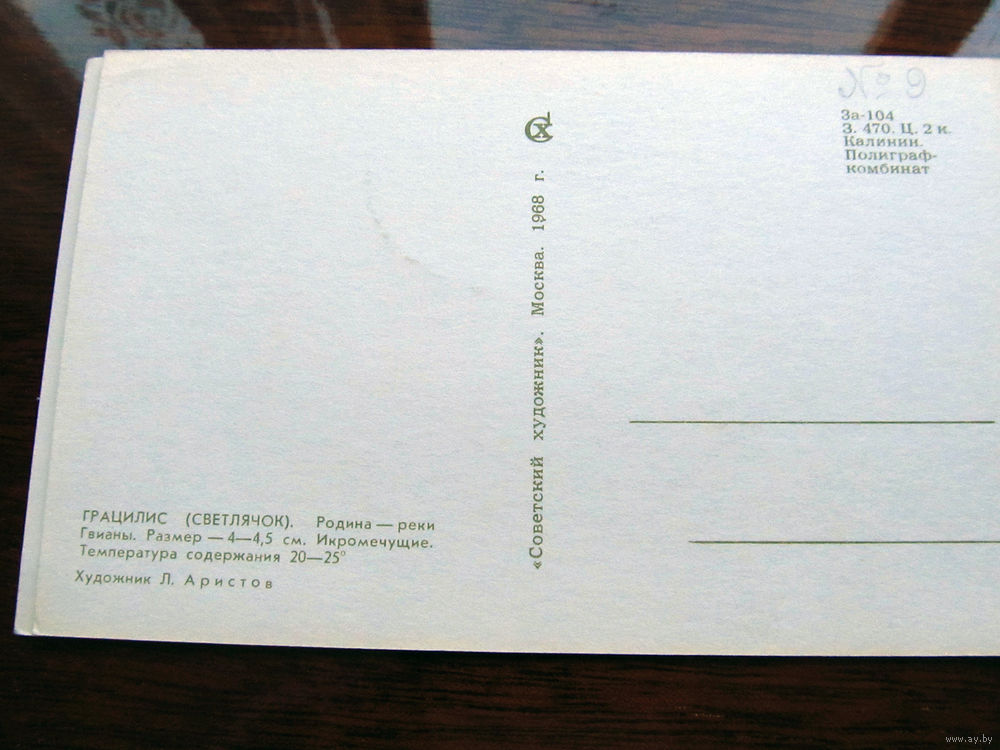 ГРАЦИЛИС (СВЕТЛЯЧОК). Родина — реки
Гвианы. Размер — 4—4,5 см. Икромечущие.
Температура содержания 20—25°
Художник Л. Аристов
СХ
«Советский художник». Москва. 1968 г.
За-104
З. 470. Ц. 2 к.
Калинин.
Полиграф-
комбинат
www.ay.by